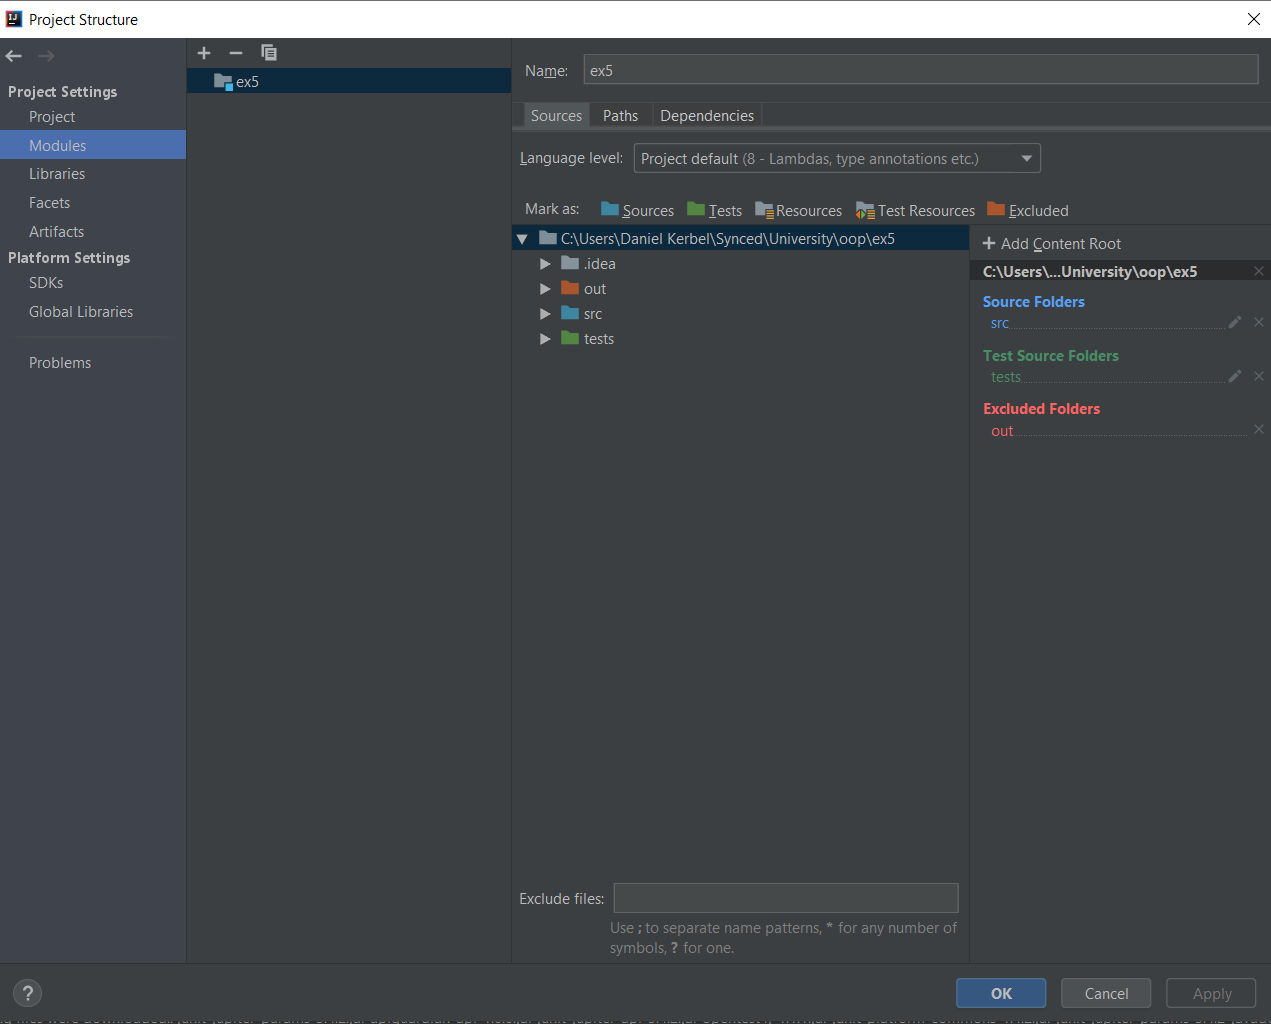 Project Structure
Project Settings
Project
Modules
Libraries
Facets
Artifacts
Platform Settings
SDKs
Global Libraries
Problems
ex5
Name: ex5
Sources Paths Dependencies
Language level: Project default (8 - Lambdas, type annotations etc.)
Mark as: Sources Tests Resources Test Resources Excluded
C:\Users\Daniel Kerbel\Synced\University\oop\ex5
.idea
out
src
tests
Add Content Root
C:\Users\...University\oop\ex5
Source Folders
src
Test Source Folders
tests
Excluded Folders
out
Exclude files:
Use ; to separate name patterns, * for any number of
symbols, ? for one.
?
OK Cancel Apply